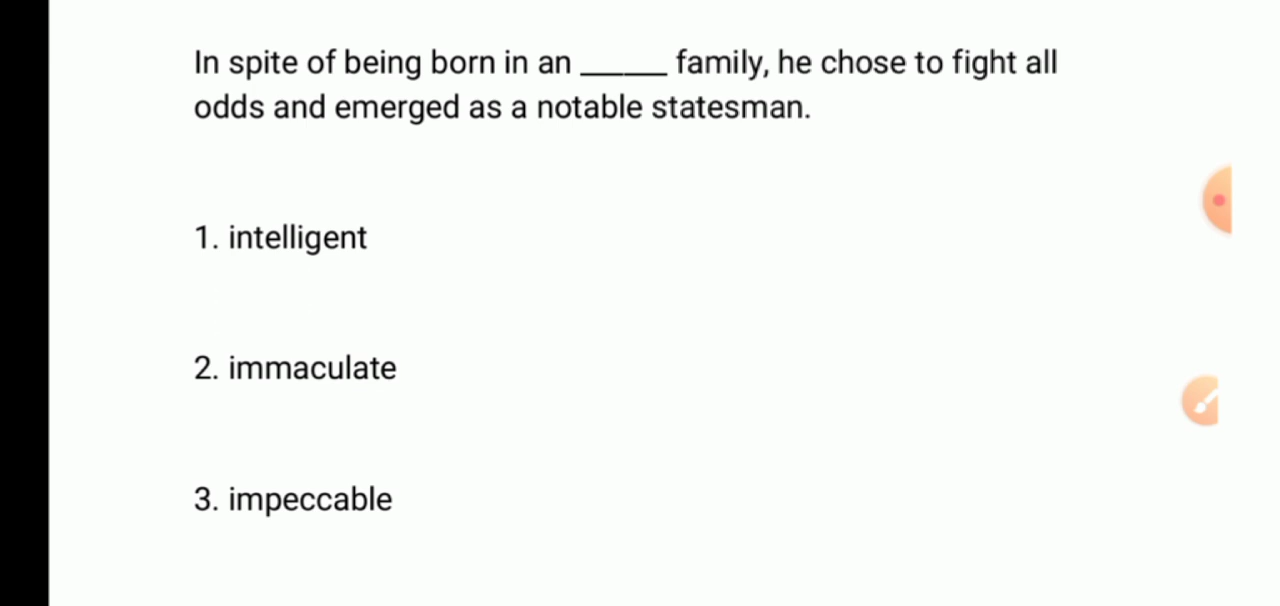 In spite of being born in an _____ family, he chose to fight all
odds and emerged as a notable statesman.
1. intelligent
2. immaculate
3. impeccable